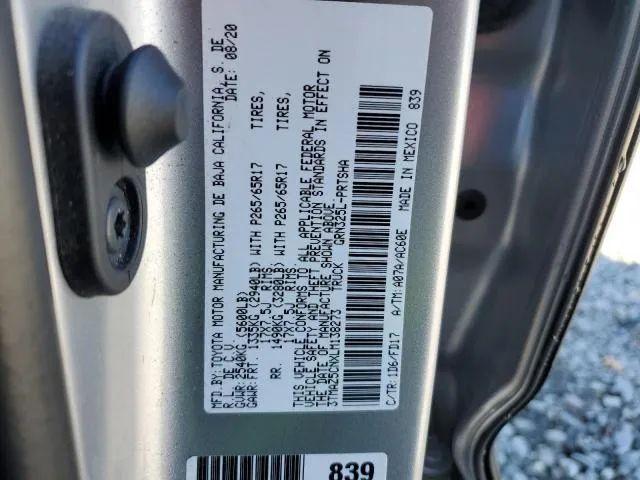 MFD.BY:TOYOTA MOTOR MANUFACTURING DE BAJA CALIFORNIA, S. DE
R. L. DE C.V. DATE: 08/20
GVWR:2540KG (5600LB)
GAWR:FRT. 1335KG (2940LB) WITH P265/65R17 TIRES,
17X7.5J RIMS.
RR. 1490KG (3280LB) WITH P265/65R17 TIRES,
17X7.5J RIMS.
THIS VEHICLE CONFORMS TO ALL APPLICABLE FEDERAL MOTOR
VEHICLE SAFETY AND THEFT PREVENTION STANDARDS IN EFFECT ON
THE DATE OF MANUFACTURE SHOWN ABOVE.
3TMAZ5CNXLM138273 TRUCK GRN325L-PRTSHA
C/TR:1D6/FD17 A/TM:A07A/AC60E MADE IN MEXICO 839
839